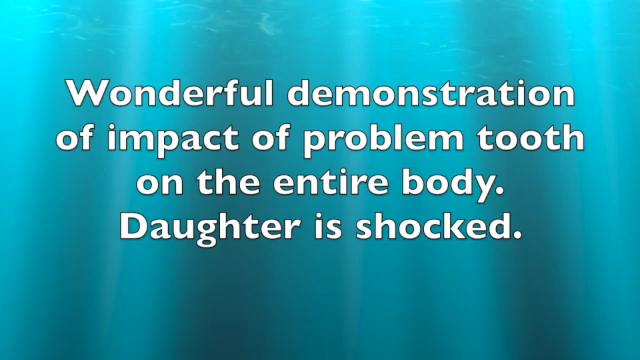 Wonderful demonstration
of impact of problem tooth
on the entire body.
Daughter is shocked.